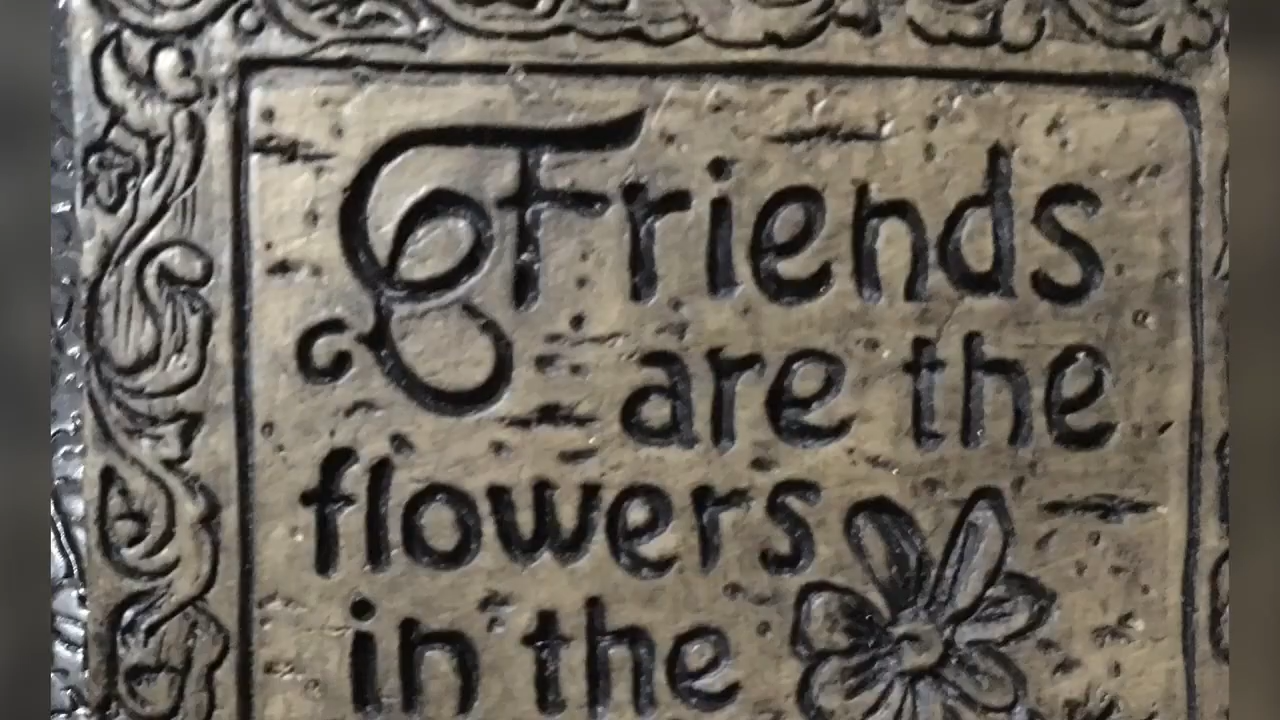 Friends
are the
flowers
in the